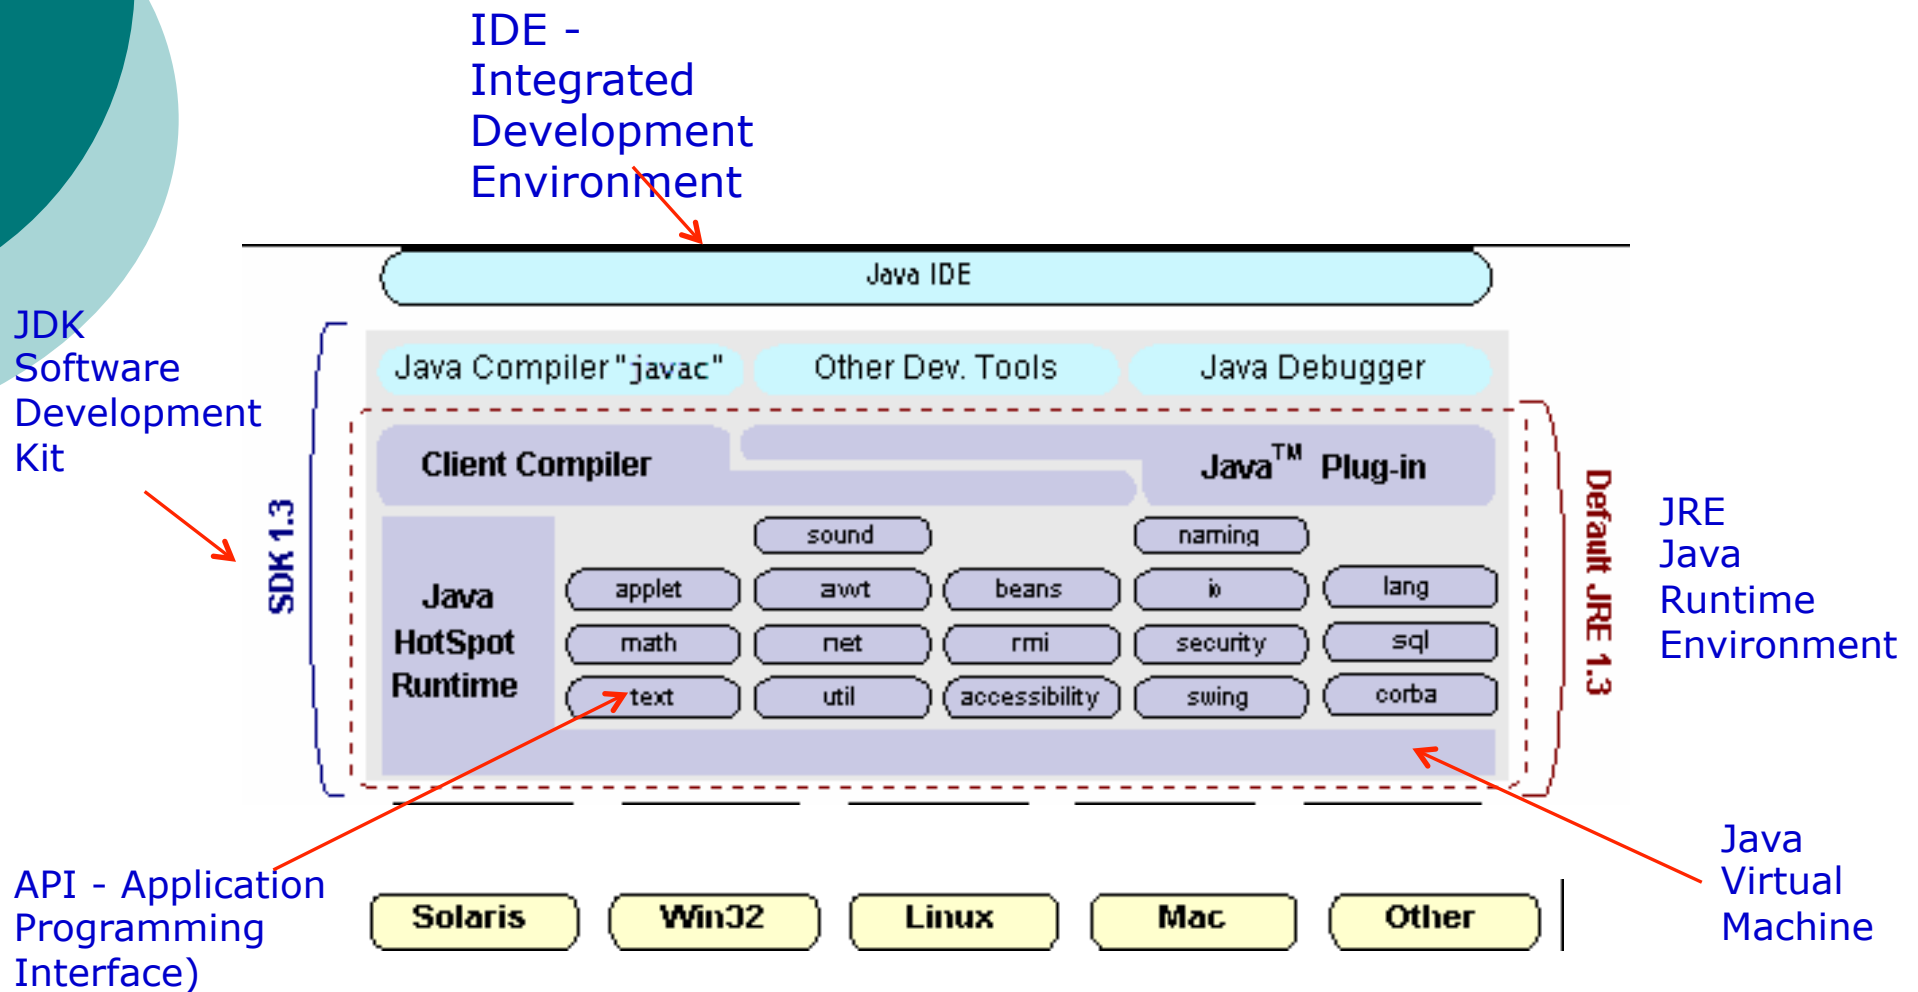 IDE -
Integrated
Development
Environment
Java IDE
JDK
Software
Development
Kit
SDK 1.3
Java Compiler "javac"
Other Dev. Tools
Java Debugger
Client Compiler
Java™ Plug-in
Java
HotSpot
Runtime
sound
naming
applet
awt
beans
io
lang
math
net
rmi
security
sql
text
util
accessibility
swing
corba
Default JRE 1.3
JRE
Java
Runtime
Environment
API - Application
Programming
Interface)
Solaris
Win32
Linux
Mac
Other
Java
Virtual
Machine